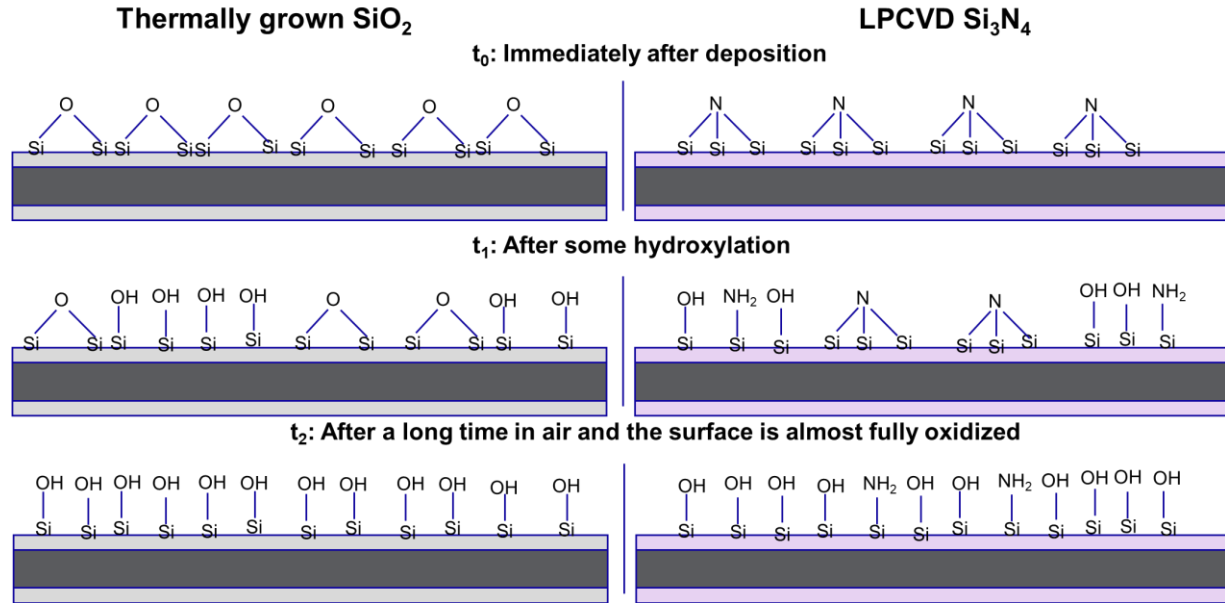 Thermally grown SiO₂ LPCVD Si₃N₄
t₀: Immediately after deposition
O O O O O O N N N N
Si Si Si Si Si Si Si Si Si Si Si Si Si Si Si Si Si Si Si Si Si Si Si Si
t₁: After some hydroxylation
O OH OH OH OH O O OH OH OH NH₂ OH N N OH OH NH₂
Si Si Si Si Si Si Si Si Si Si Si Si Si Si Si Si Si Si Si Si Si Si Si Si
t₂: After a long time in air and the surface is almost fully oxidized
OH OH OH OH OH OH OH OH OH OH OH OH OH OH OH OH NH₂ OH OH NH₂ OH OH OH OH
Si Si Si Si Si Si Si Si Si Si Si Si Si Si Si Si Si Si Si Si Si Si Si Si